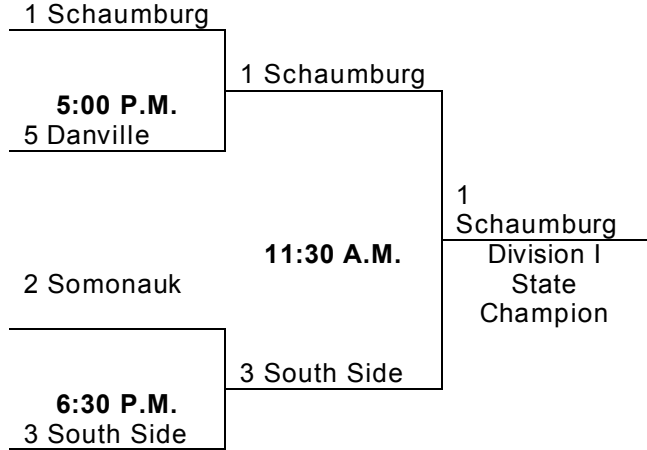 1 Schaumburg
1 Schaumburg
5:00 P.M.
5 Danville
1
Schaumburg
11:30 A.M.
Division I
State
Champion
2 Somonauk
3 South Side
6:30 P.M.
3 South Side